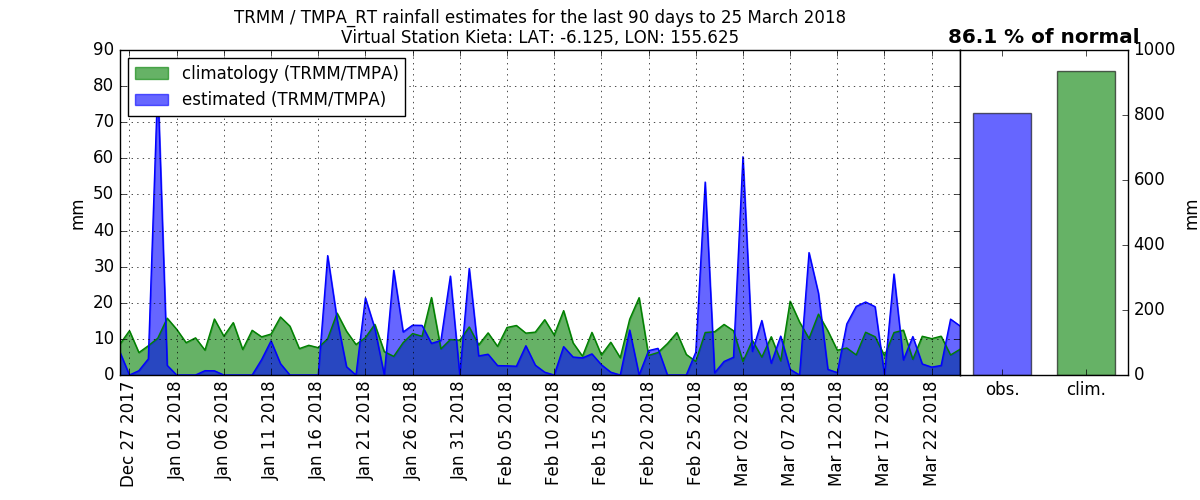 TRMM / TMPA_RT rainfall estimates for the last 90 days to 25 March 2018
Virtual Station Kieta: LAT: -6.125, LON: 155.625
86.1 % of normal
climatology (TRMM/TMPA)
estimated (TRMM/TMPA)
mm
90
80
70
60
50
40
30
20
10
0
Dec 27 2017
Jan 01 2018
Jan 06 2018
Jan 11 2018
Jan 16 2018
Jan 21 2018
Jan 26 2018
Jan 31 2018
Feb 05 2018
Feb 10 2018
Feb 15 2018
Feb 20 2018
Feb 25 2018
Mar 02 2018
Mar 07 2018
Mar 12 2018
Mar 17 2018
Mar 22 2018
obs.
clim.
1000
800
600
400
200
0
mm